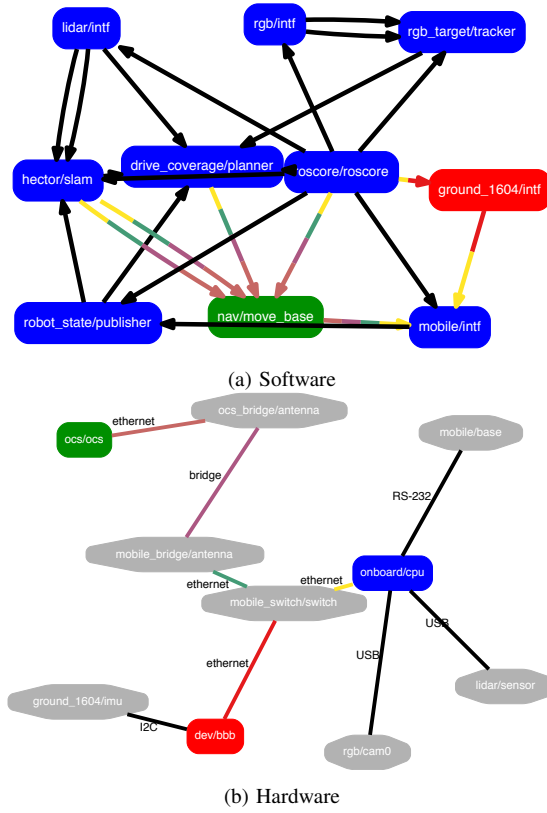 lidar/intf
rgb/intf
rgb_target/tracker
hector/slam
drive_coverage/planner
roscore/roscore
ground_1604/intf
robot_state/publisher
nav/move_base
mobile/intf
(a) Software
ocs_bridge/antenna
ethernet
ocs/ocs
mobile/base
bridge
RS-232
mobile_bridge/antenna
ethernet
ethernet
onboard/cpu
mobile_switch/switch
USB
ethernet
USB
ground_1604/imu
lidar/sensor
I2C
dev/bbb
rgb/cam0
(b) Hardware